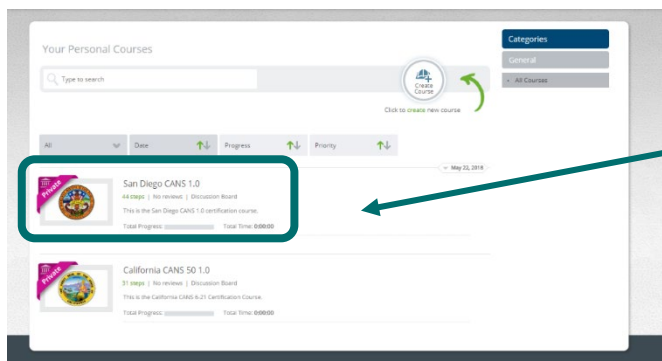 Your Personal Courses
Type to search
Create
Course
Click to create new course
Categories
General
All Courses
All
Date
Progress
Priority
May 22, 2018
Private
San Diego CANS 1.0
44 steps | No reviews | Discussion Board
This is the San Diego CANS 1.0 certification course.
Total Progress: Total Time: 0:00:00
Private
California CANS 50 1.0
31 steps | No reviews | Discussion Board
This is the California CANS 6-21 Certification Course.
Total Progress: Total Time: 0:00:00